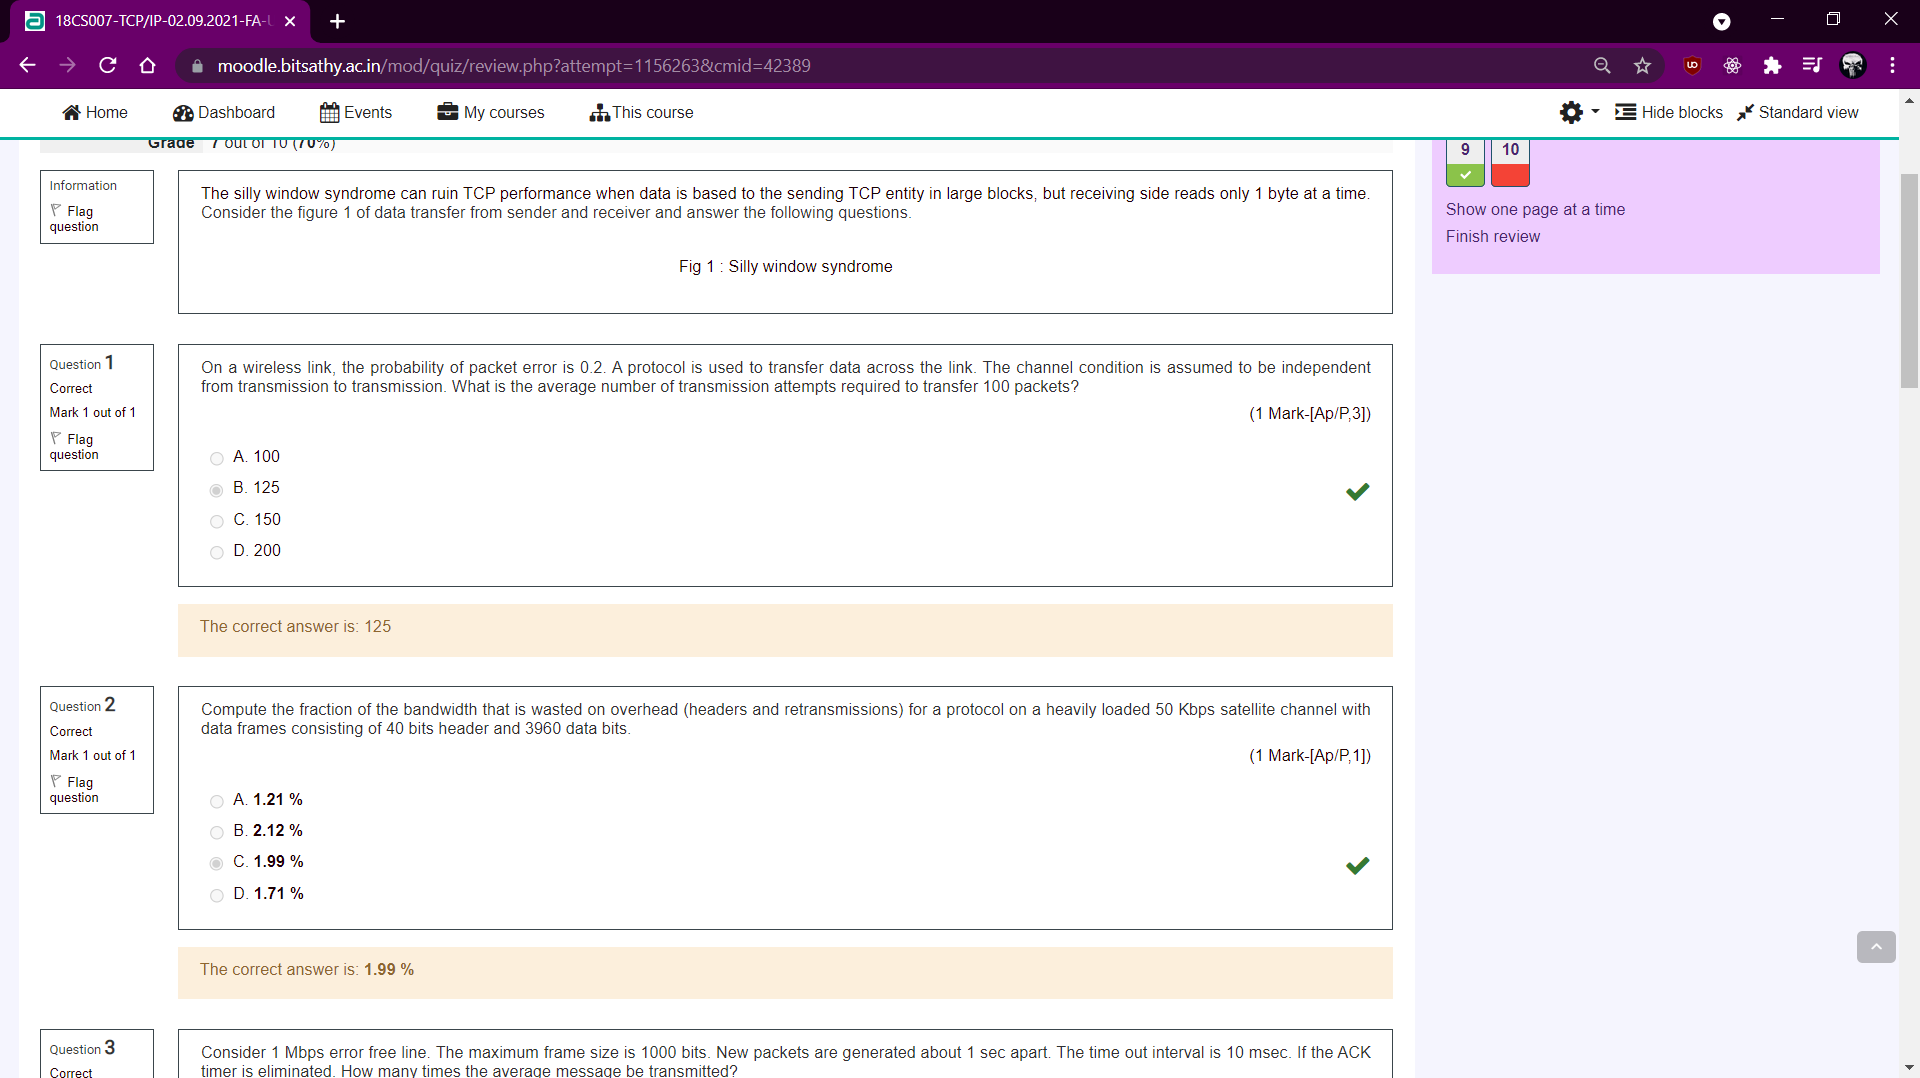 18CS007-TCP/IP-02.09.2021-FA-
moodle.bitsathy.ac.in/mod/quiz/review.php?attempt=1156263&cmid=42389
Home Dashboard Events My courses This course Hide blocks Standard view
Grade 7 out of 10 (70%)
9 10
Show one page at a time
Finish review
Information
Flag
question
The silly window syndrome can ruin TCP performance when data is based to the sending TCP entity in large blocks, but receiving side reads only 1 byte at a time.
Consider the figure 1 of data transfer from sender and receiver and answer the following questions.
Fig 1 : Silly window syndrome
Question 1
Correct
Mark 1 out of 1
Flag
question
On a wireless link, the probability of packet error is 0.2. A protocol is used to transfer data across the link. The channel condition is assumed to be independent
from transmission to transmission. What is the average number of transmission attempts required to transfer 100 packets?
(1 Mark-[Ap/P,3])
A. 100
B. 125
C. 150
D. 200
The correct answer is: 125
Question 2
Correct
Mark 1 out of 1
Flag
question
Compute the fraction of the bandwidth that is wasted on overhead (headers and retransmissions) for a protocol on a heavily loaded 50 Kbps satellite channel with
data frames consisting of 40 bits header and 3960 data bits.
(1 Mark-[Ap/P,1])
A. 1.21 %
B. 2.12 %
C. 1.99 %
D. 1.71 %
The correct answer is: 1.99 %
Question 3
Correct
Consider 1 Mbps error free line. The maximum frame size is 1000 bits. New packets are generated about 1 sec apart. The time out interval is 10 msec. If the ACK
timer is eliminated. How many times the average message be transmitted?